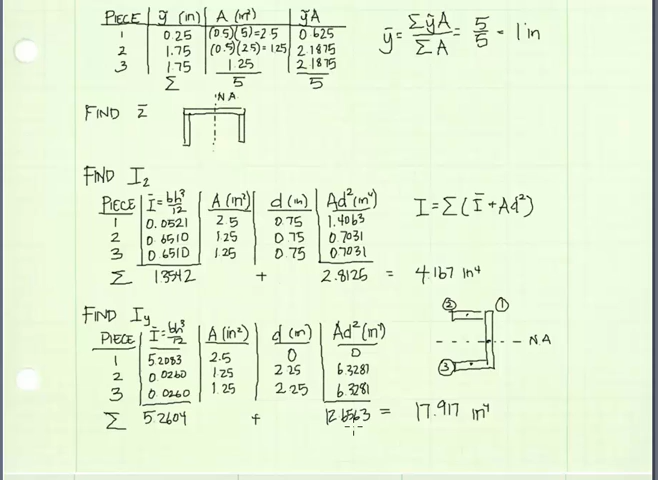 PIECE ỹ (in) A (in²) ỹA
1 0.25 (0.5)(5)=2.5 0.625
2 1.75 (0.5)(2.5)=1.25 2.1875
3 1.75 1.25 2.1875
Σ 5 5
ȳ = ΣỹA / ΣA = 5/5 = 1 in
FIND z̄
NA
FIND Iz
PIECE Ī=bh³/12 A (in²) d (in) Ad² (in⁴)
1 0.0521 2.5 0.75 1.4063
2 0.6510 1.25 0.75 0.7031
3 0.6510 1.25 0.75 0.7031
Σ 1.3542 + 2.8125 = 4.167 in⁴
I = Σ(Ī + Ad²)
FIND Iy
PIECE Ī=bh³/12 A (in²) d (in) Ad² (in⁴)
1 5.2083 2.5 0 0
2 0.0260 1.25 2.25 6.3281
3 0.0260 1.25 2.25 6.3281
Σ 5.2604 + 12.6563 = 17.917 in⁴
② ①
NA
③